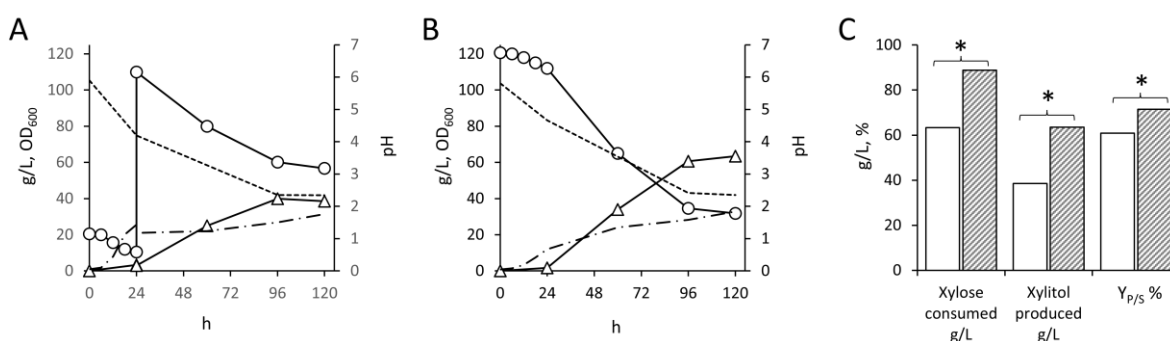 A
g/L, OD600
120
100
80
60
40
20
0
7
6
5
4
3
2
1
0
pH
0 24 48 72 96 120
h
B
g/L, OD600
120
100
80
60
40
20
0
7
6
5
4
3
2
1
0
pH
0 24 48 72 96 120
h
C
g/L, %
100
80
60
40
20
0
*
*
*
Xylose
consumed
g/L
Xylitol
produced
g/L
YP/S %